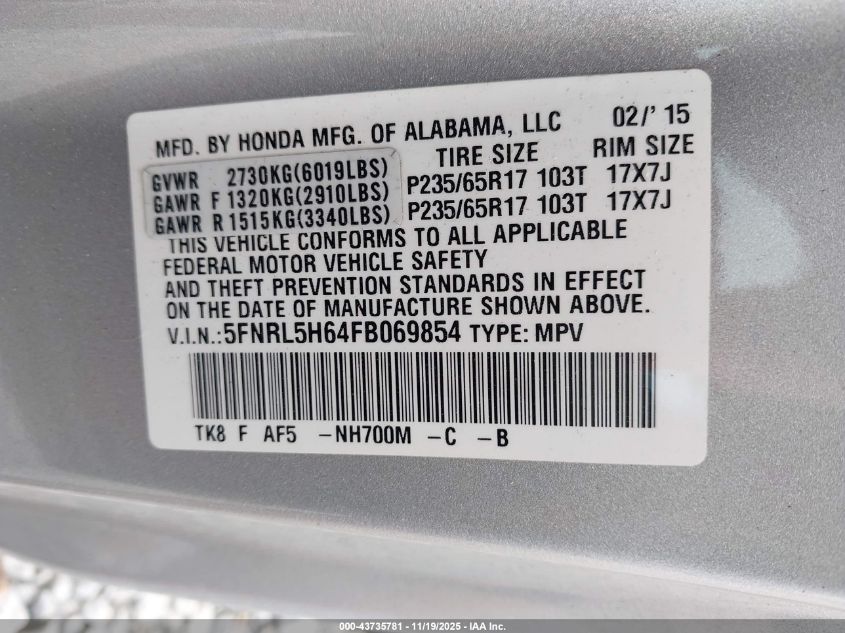 MFD. BY HONDA MFG. OF ALABAMA, LLC 02/' 15
TIRE SIZE RIM SIZE
GVWR 2730KG(6019LBS)
GAWR F 1320KG(2910LBS) P235/65R17 103T 17X7J
GAWR R 1515KG(3340LBS) P235/65R17 103T 17X7J
THIS VEHICLE CONFORMS TO ALL APPLICABLE
FEDERAL MOTOR VEHICLE SAFETY
AND THEFT PREVENTION STANDARDS IN EFFECT
ON THE DATE OF MANUFACTURE SHOWN ABOVE.
V.I.N.:5FNRL5H64FB069854 TYPE: MPV
TK8 F AF5 -NH700M -C -B
000-43735781 - 11/19/2025 - IAA Inc.